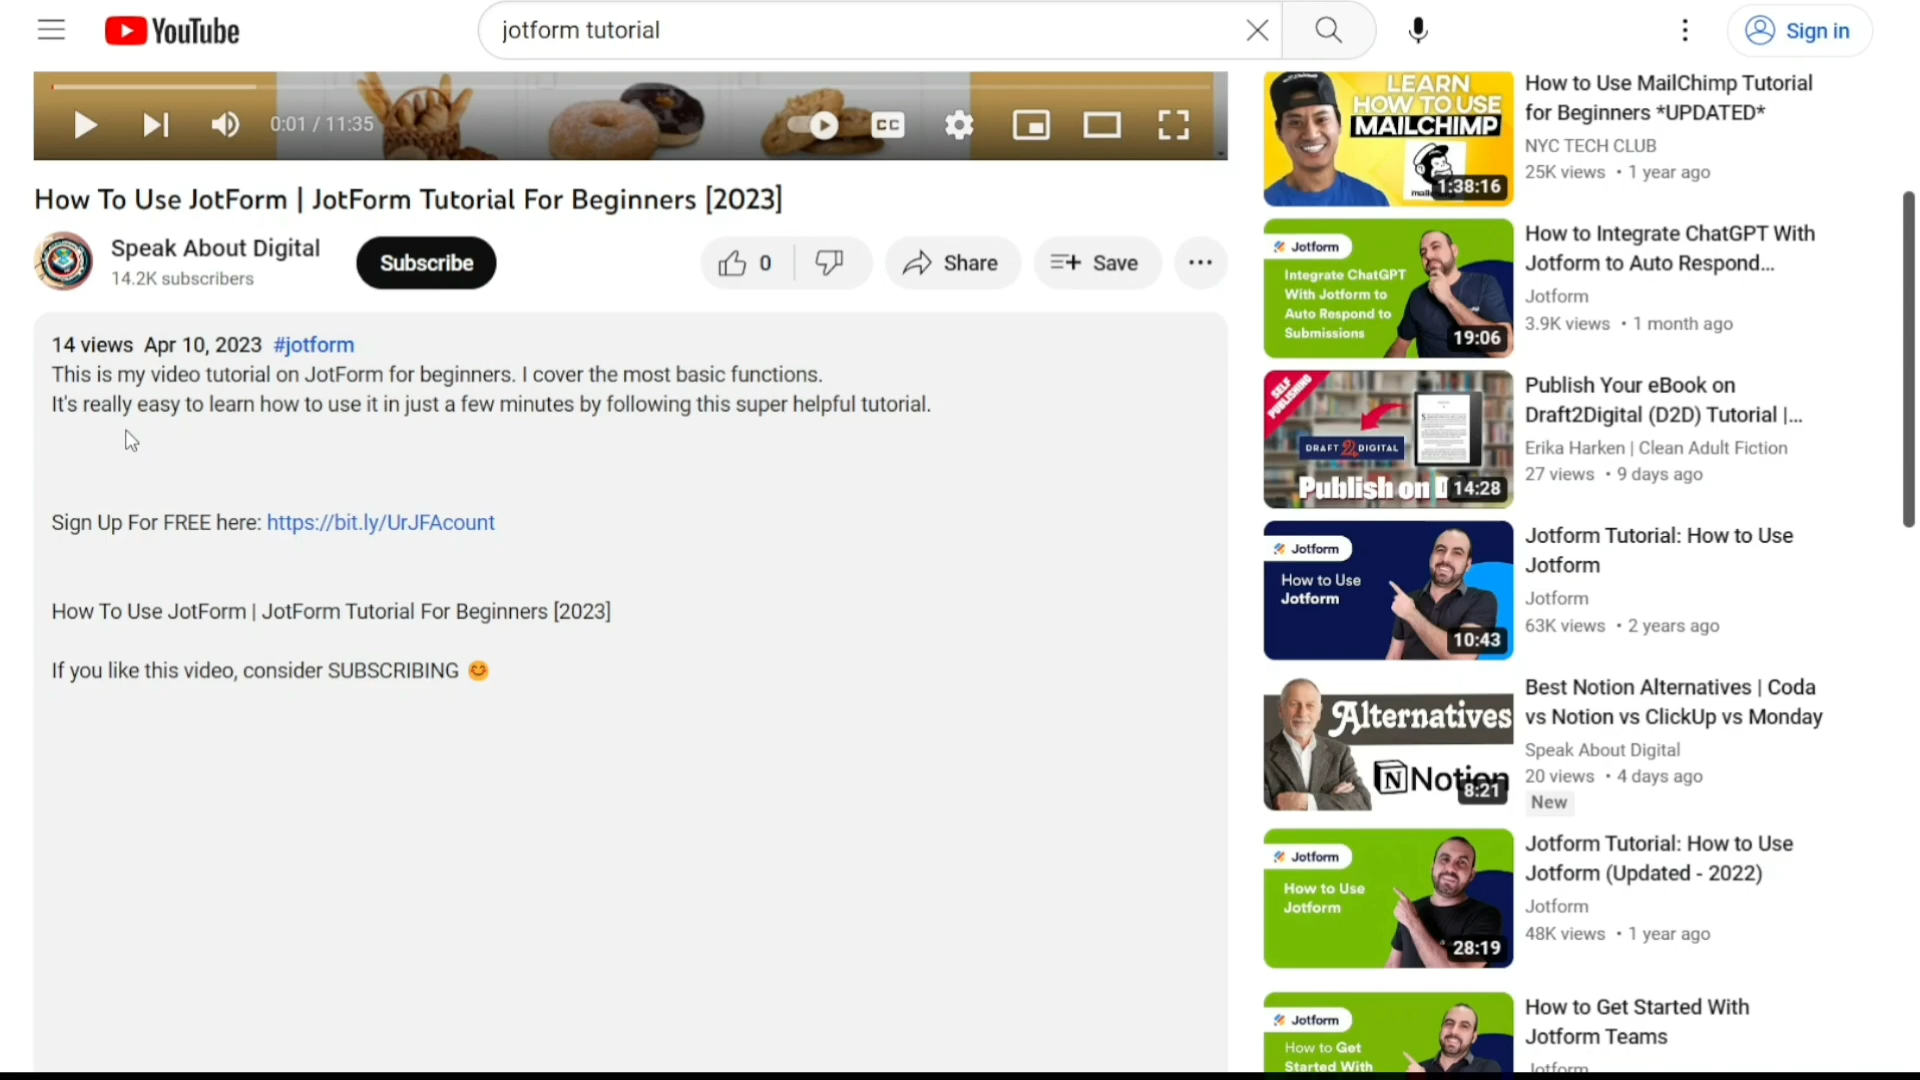 YouTube
jotform tutorial
Sign in
0:01 / 11:35
CC
How To Use JotForm | JotForm Tutorial For Beginners [2023]
Speak About Digital
14.2K subscribers
Subscribe
0
Share
Save
14 views Apr 10, 2023 #jotform
This is my video tutorial on JotForm for beginners. I cover the most basic functions.
It's really easy to learn how to use it in just a few minutes by following this super helpful tutorial.
Sign Up For FREE here: https://bit.ly/UrJFAcount
How To Use JotForm | JotForm Tutorial For Beginners [2023]
If you like this video, consider SUBSCRIBING 😊
LEARN
HOW TO USE
MAILCHIMP
1:38:16
How to Use MailChimp Tutorial
for Beginners *UPDATED*
NYC TECH CLUB
25K views • 1 year ago
Jotform
Integrate ChatGPT
With Jotform to
Auto Respond to
Submissions
19:06
How to Integrate ChatGPT With
Jotform to Auto Respond...
Jotform
3.9K views • 1 month ago
SELF
PUBLISHING
DRAFT 2 DIGITAL
Publish on
14:28
Publish Your eBook on
Draft2Digital (D2D) Tutorial |...
Erika Harken | Clean Adult Fiction
27 views • 9 days ago
Jotform
How to Use
Jotform
10:43
Jotform Tutorial: How to Use
Jotform
Jotform
63K views • 2 years ago
Alternatives
Notion
8:21
Best Notion Alternatives | Coda
vs Notion vs ClickUp vs Monday
Speak About Digital
20 views • 4 days ago
New
Jotform
How to Use
Jotform
28:19
Jotform Tutorial: How to Use
Jotform (Updated - 2022)
Jotform
48K views • 1 year ago
Jotform
How to Get
Started With
How to Get Started With
Jotform Teams
Jotform